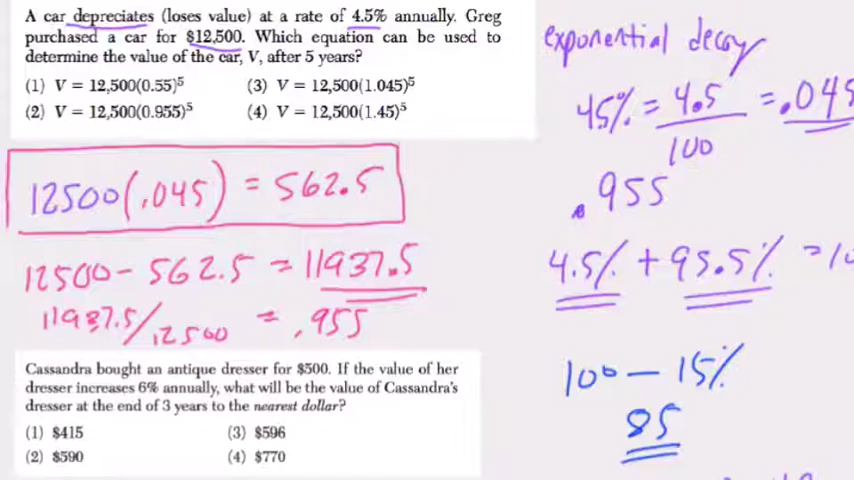 A car depreciates (loses value) at a rate of 4.5% annually. Greg
purchased a car for $12,500. Which equation can be used to
determine the value of the car, V, after 5 years?
(1) V = 12,500(0.55)⁵ (3) V = 12,500(1.045)⁵
(2) V = 12,500(0.955)⁵ (4) V = 12,500(1.45)⁵
12500(.045) = 562.5
12500 - 562.5 = 11937.5
11937.5/12500 = .955
Cassandra bought an antique dresser for $500. If the value of her
dresser increases 6% annually, what will be the value of Cassandra's
dresser at the end of 3 years to the nearest dollar?
(1) $415 (3) $596
(2) $590 (4) $770
exponential decay
45% = 4.5/100 = .045
.955
4.5% + 95.5% = 10
100 - 15%
85